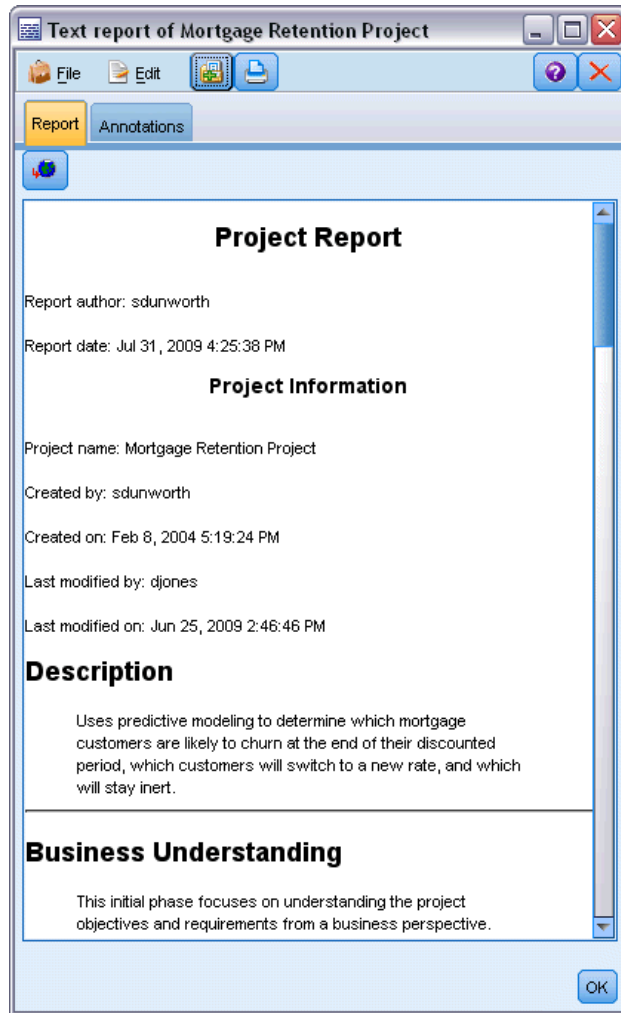 Text report of Mortgage Retention Project
File Edit
Report Annotations
Project Report
Report author: sdunworth
Report date: Jul 31, 2009 4:25:38 PM
Project Information
Project name: Mortgage Retention Project
Created by: sdunworth
Created on: Feb 8, 2004 5:19:24 PM
Last modified by: djones
Last modified on: Jun 25, 2009 2:46:46 PM
Description
Uses predictive modeling to determine which mortgage
customers are likely to churn at the end of their discounted
period, which customers will switch to a new rate, and which
will stay inert.
Business Understanding
This initial phase focuses on understanding the project
objectives and requirements from a business perspective.
OK